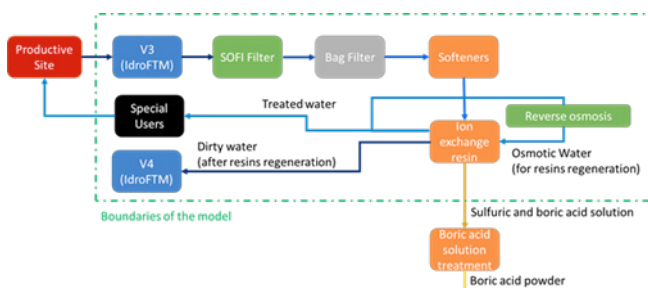 Productive
Site
V3
(IdroFTM)
SOFI Filter
Bag Filter
Softeners
Special
Users
Treated water
Reverse osmosis
Ion
exchange
resin
Osmotic Water
(for resins regeneration)
Dirty water
(after resins regeneration)
V4
(IdroFTM)
Boundaries of the model
Sulfuric and boric acid solution
Boric acid
solution
treatment
Boric acid powder